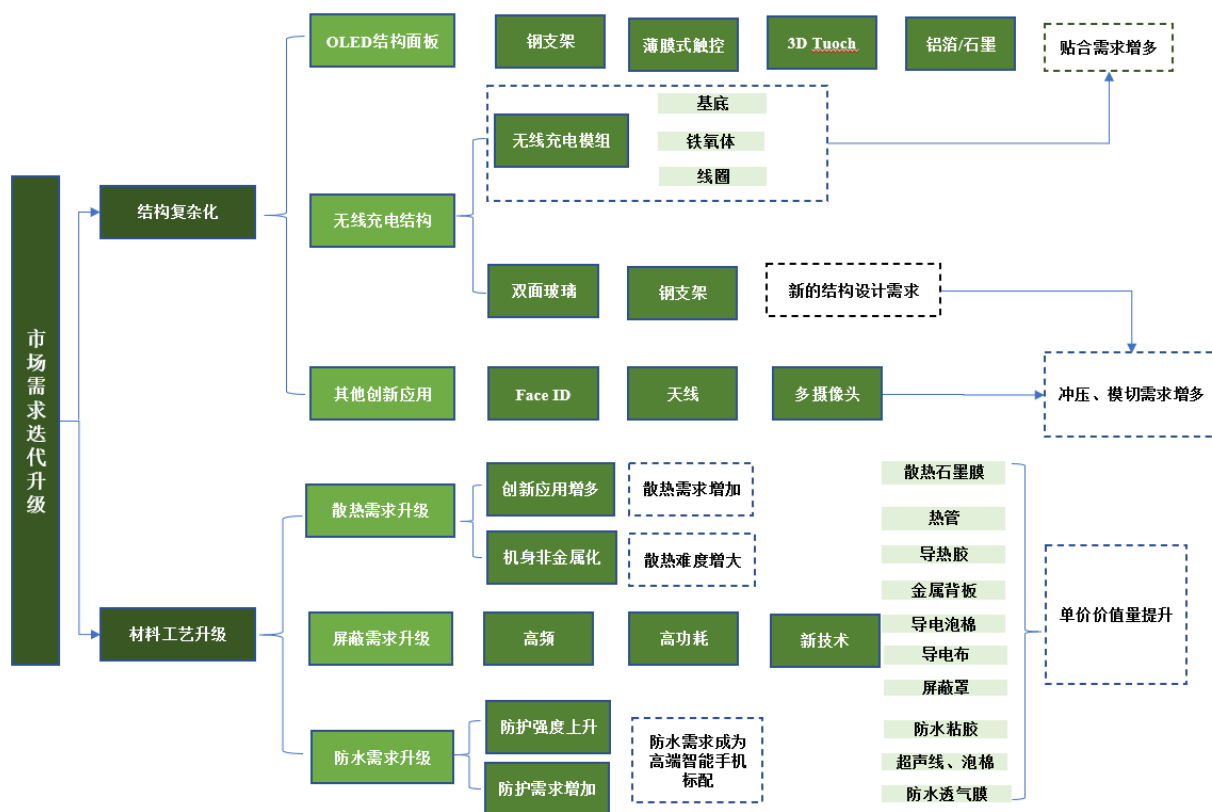 市场需求迭代升级
结构复杂化
OLED结构面板
钢支架
薄膜式触控
3D Tuoch
铝箔/石墨
贴合需求增多
无线充电结构
无线充电模组
基底
铁氧体
线圈
双面玻璃
钢支架
新的结构设计需求
其他创新应用
Face ID
天线
多摄像头
冲压、模切需求增多
材料工艺升级
散热需求升级
创新应用增多
散热需求增加
机身非金属化
散热难度增大
屏蔽需求升级
高频
高功耗
新技术
防水需求升级
防护强度上升
防护需求增加
防水需求成为
高端智能手机
标配
散热石墨膜
热管
导热胶
金属背板
导电泡棉
导电布
屏蔽罩
防水粘胶
超声线、泡棉
防水透气膜
单价价值量提升